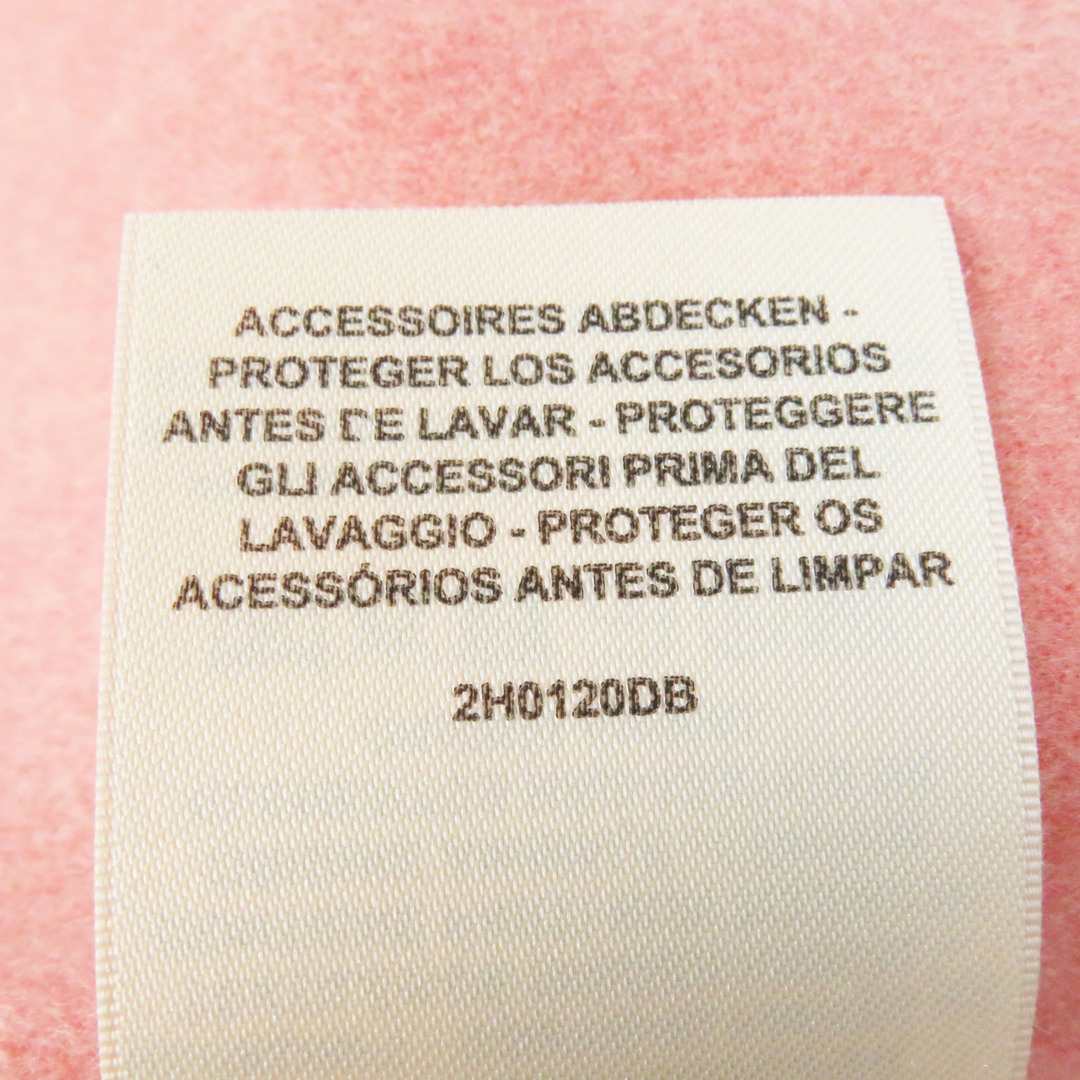 ACCESSOIRES ABDECKEN -
PROTEGER LOS ACCESORIOS
ANTES DE LAVAR - PROTEGGERE
GLI ACCESSORI PRIMA DEL
LAVAGGIO - PROTEGER OS
ACESSÓRIOS ANTES DE LIMPAR
2H0120DB